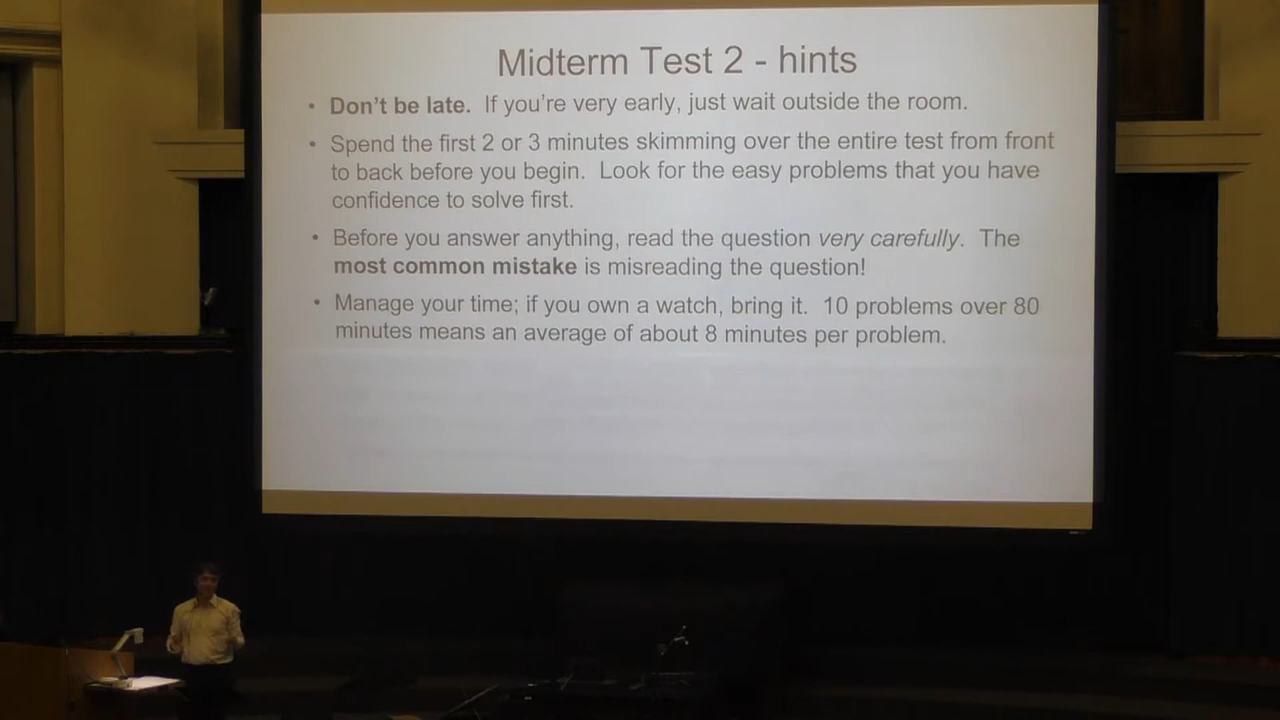 Midterm Test 2 - hints
• Don't be late. If you're very early, just wait outside the room.
• Spend the first 2 or 3 minutes skimming over the entire test from front
to back before you begin. Look for the easy problems that you have
confidence to solve first.
• Before you answer anything, read the question very carefully. The
most common mistake is misreading the question!
• Manage your time; if you own a watch, bring it. 10 problems over 80
minutes means an average of about 8 minutes per problem.